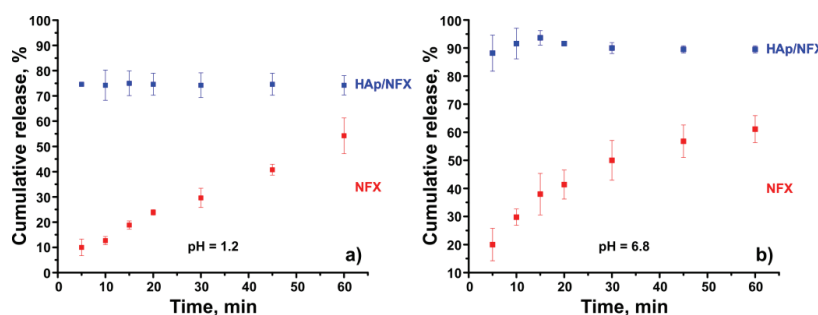 Cumulative release, %
100
90
80
70
60
50
40
30
20
10
0
HAp/NFX
NFX
pH = 1.2
a)
0 10 20 30 40 50 60
Time, min
Cumulative release, %
100
90
80
70
60
50
40
30
20
10
HAp/NFX
NFX
pH = 6.8
b)
0 10 20 30 40 50 60
Time, min